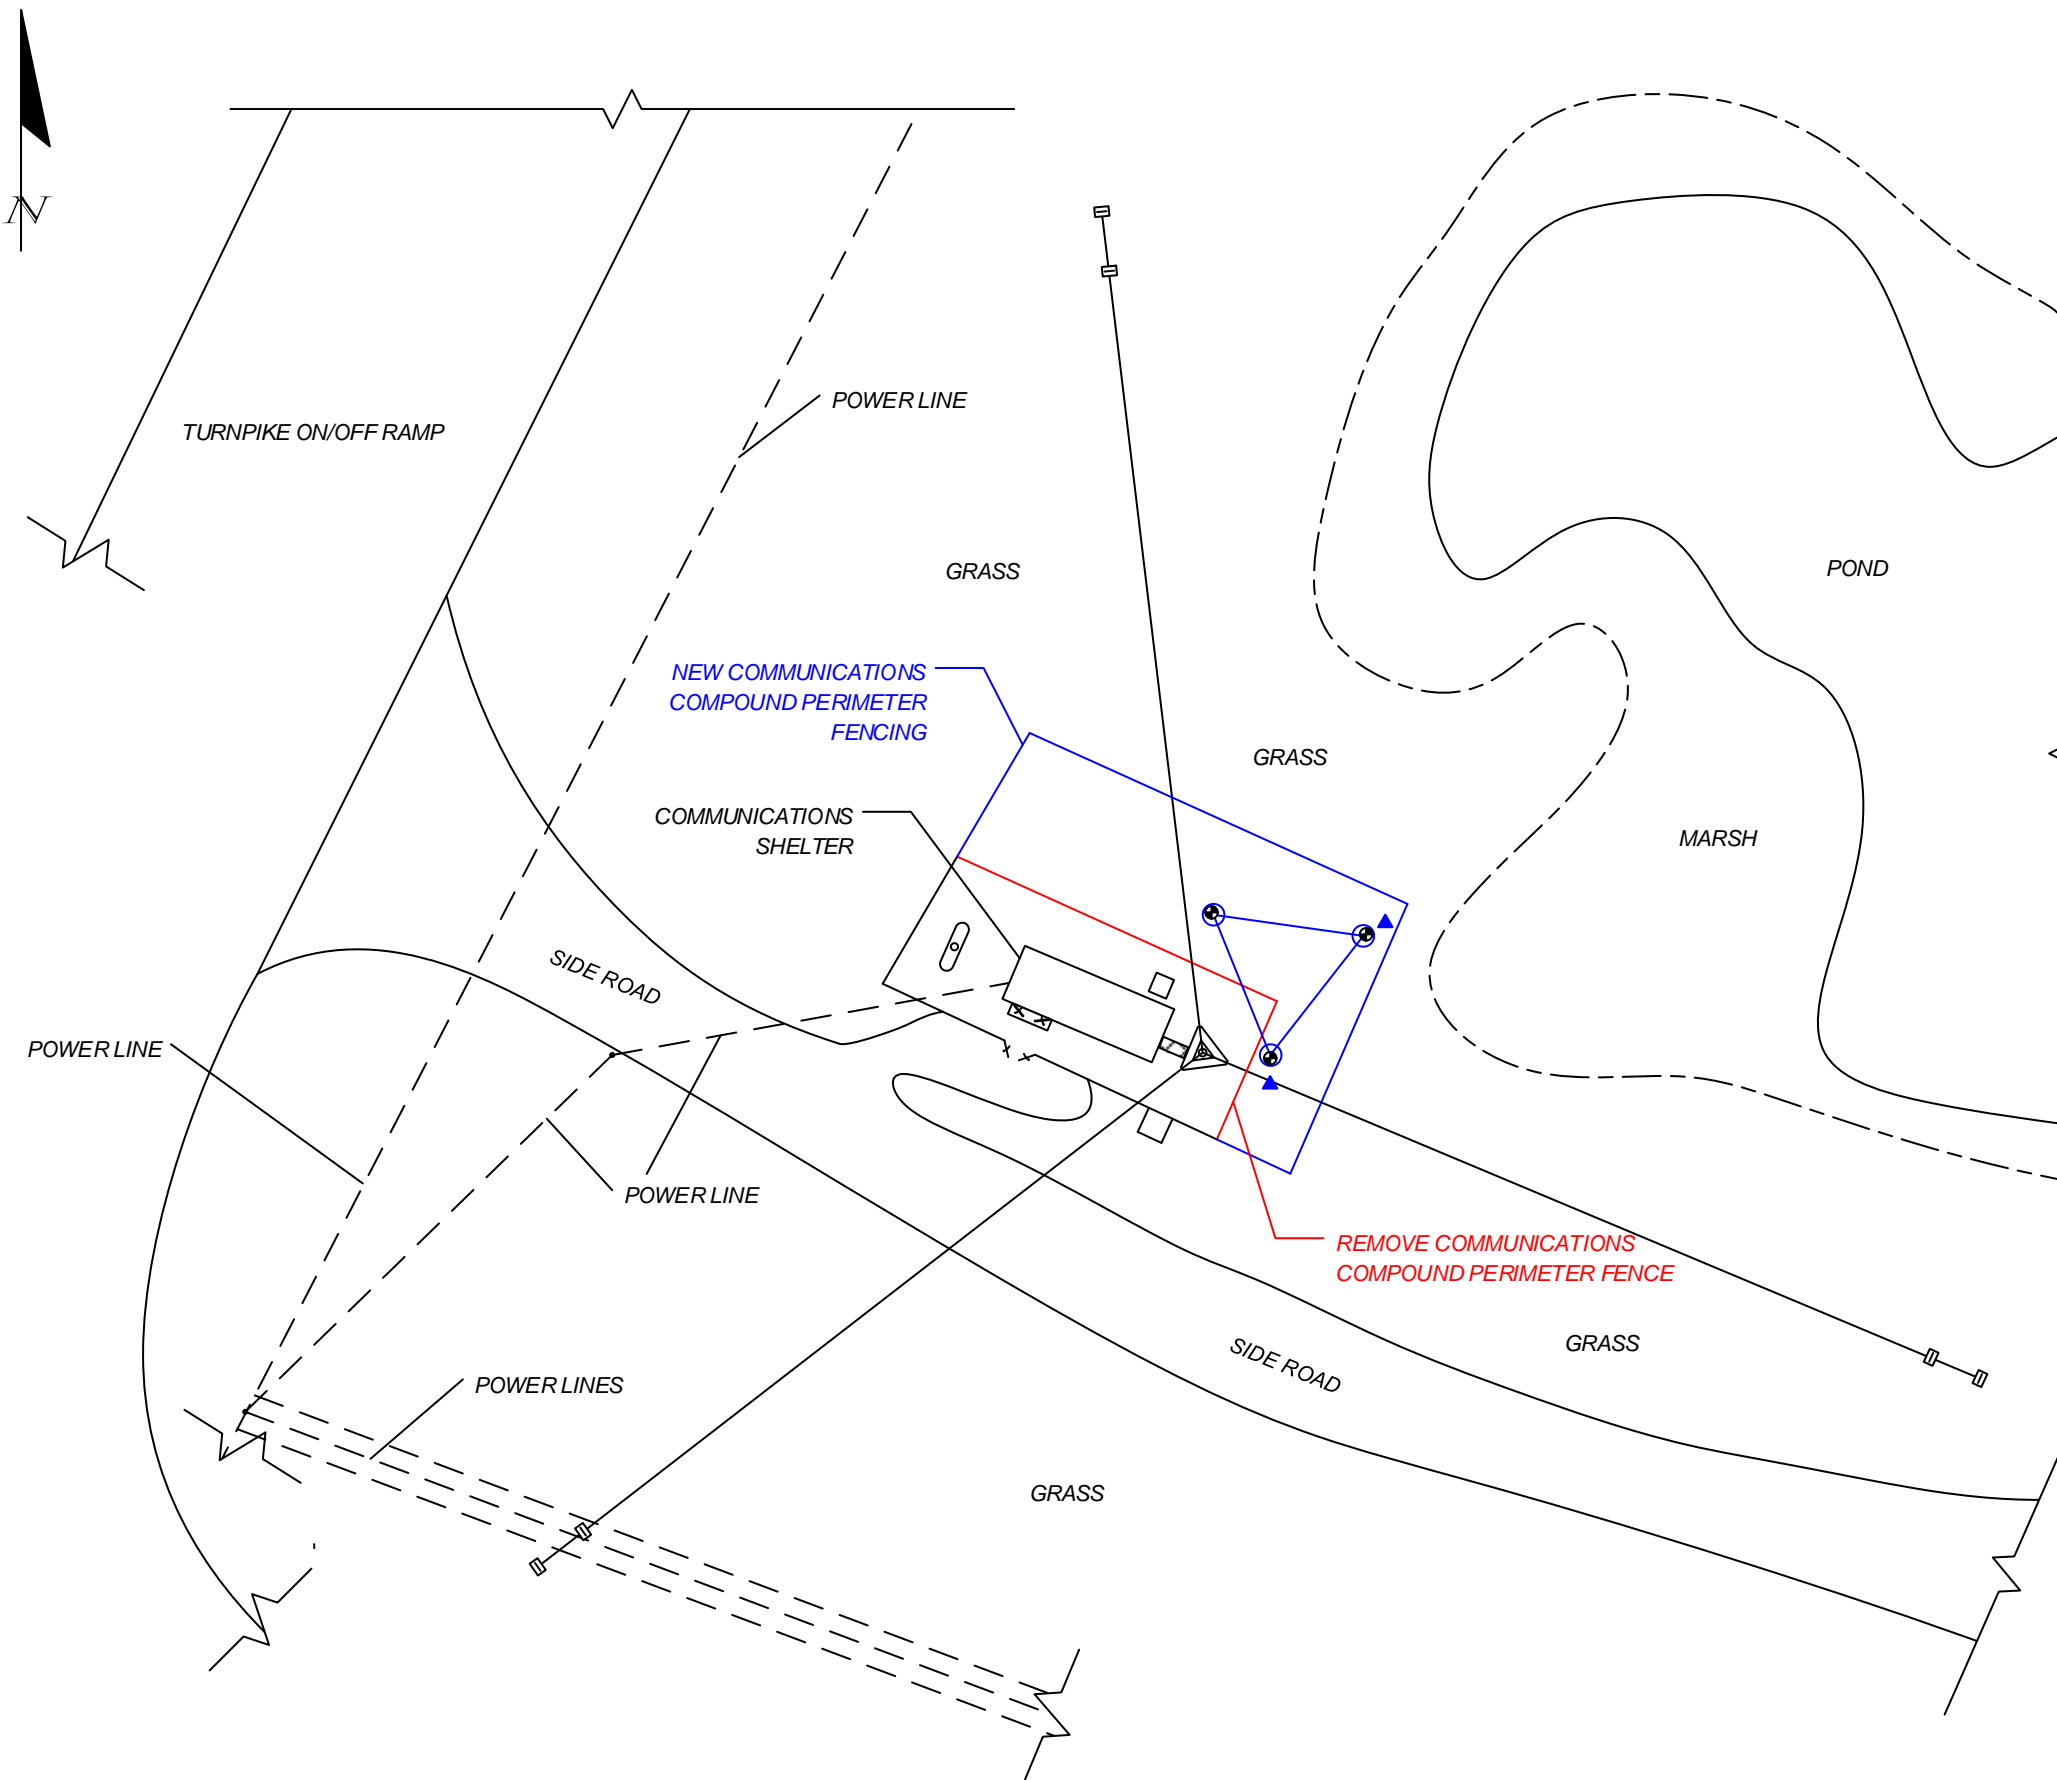 N
POWER LINE
TURNPIKE ON/OFF RAMP
GRASS
POND
NEW COMMUNICATIONS
COMPOUND PERIMETER
FENCING
GRASS
COMMUNICATIONS
SHELTER
MARSH
SIDE ROAD
POWER LINE
POWER LINE
REMOVE COMMUNICATIONS
COMPOUND PERIMETER FENCE
SIDE ROAD
GRASS
POWER LINES
GRASS